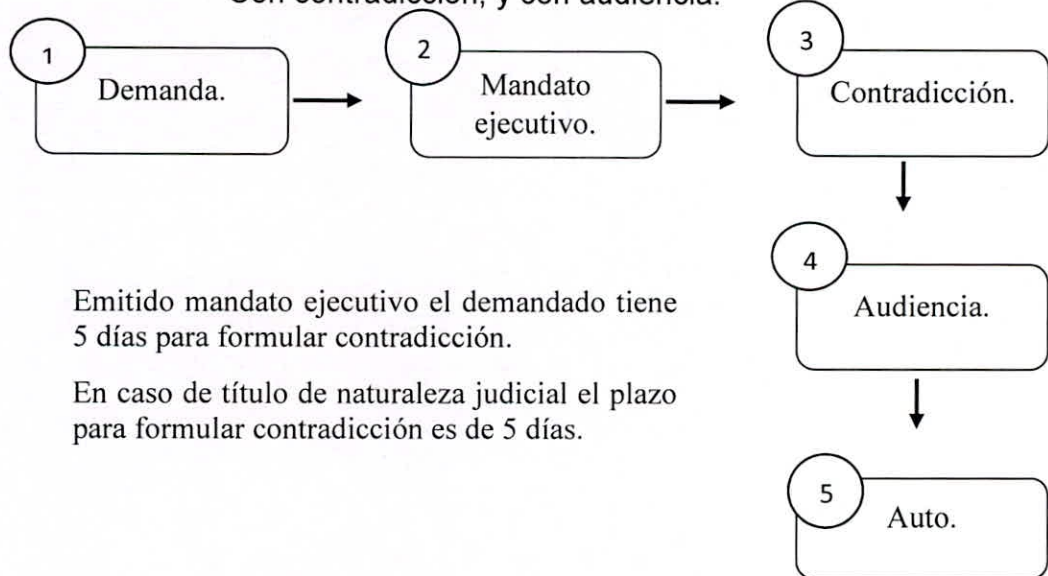 Con contradicción, y con audiencia.
1
Demanda.
2
Mandato
ejecutivo.
3
Contradicción.
4
Audiencia.
Emitido mandato ejecutivo el demandado tiene
5 días para formular contradicción.
En caso de título de naturaleza judicial el plazo
para formular contradicción es de 5 días.
5
Auto.